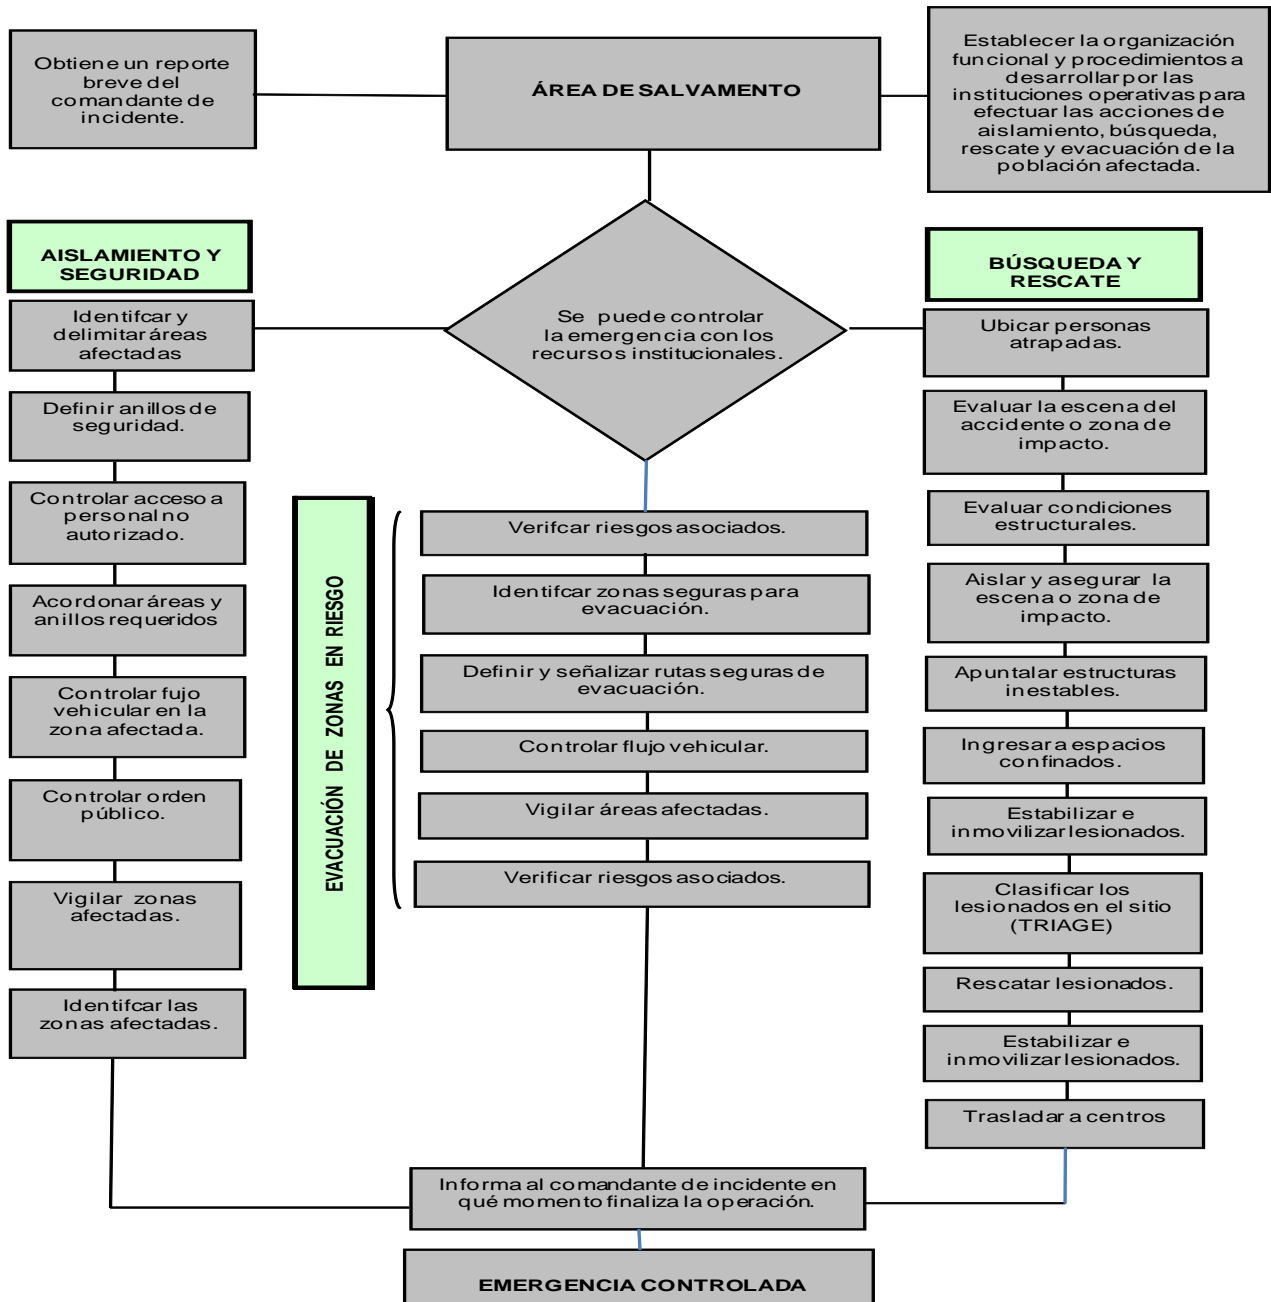 Obtiene un reporte
breve del
comandante de
incidente.
ÁREA DE SALVAMENTO
Establecer la organización
funcional y procedimientos a
desarrollar por las
instituciones operativas para
efectuar las acciones de
aislamiento, búsqueda,
rescate y evacuación de la
población afectada.
Se puede controlar
la emergencia con los
recursos institucionales.
AISLAMIENTO Y
SEGURIDAD
Identifcar y
delimitar áreas
afectadas
Definir anillos de
seguridad.
Controlar acceso a
personal no
autorizado.
Acordonar áreas y
anillos requeridos
Controlar fujo
vehicular en la
zona afectada.
Controlar orden
público.
Vigilar zonas
afectadas.
Identifcar las
zonas afectadas.
EVACUACIÓN DE ZONAS EN RIESGO
Verifcar riesgos asociados.
Identifcar zonas seguras para
evacuación.
Definir y señalizar rutas seguras de
evacuación.
Controlar flujo vehicular.
Vigilar áreas afectadas.
Verificar riesgos asociados.
BÚSQUEDA Y
RESCATE
Ubicar personas
atrapadas.
Evaluar la escena del
accidente o zona de
impacto.
Evaluar condiciones
estructurales.
Aislar y asegurar la
escena o zona de
impacto.
Apuntalar estructuras
inestables.
Ingresar a espacios
confinados.
Estabilizar e
inmovilizar lesionados.
Clasificar los
lesionados en el sitio
(TRIAGE)
Rescatar lesionados.
Estabilizar e
inmovilizar lesionados.
Trasladar a centros
Informa al comandante de incidente en
qué momento finaliza la operación.
EMERGENCIA CONTROLADA